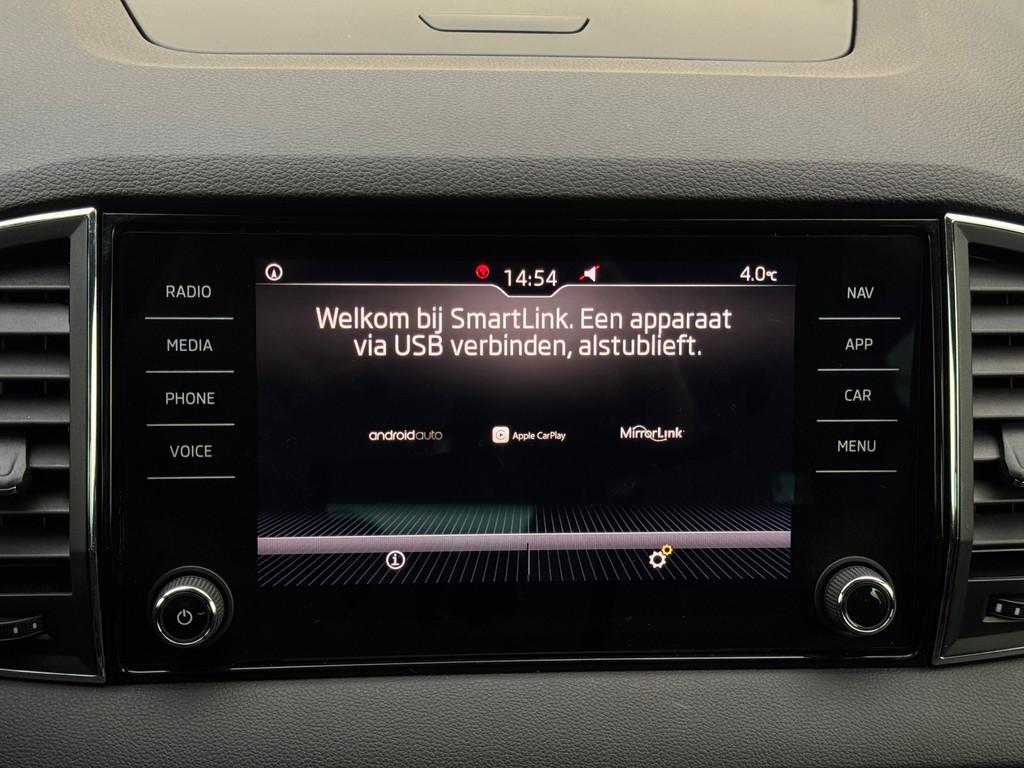 14:54
4.0°C
Welkom bij SmartLink. Een apparaat
via USB verbinden, alstublieft.
androidauto
Apple CarPlay
MirrorLink
RADIO
MEDIA
PHONE
VOICE
NAV
APP
CAR
MENU